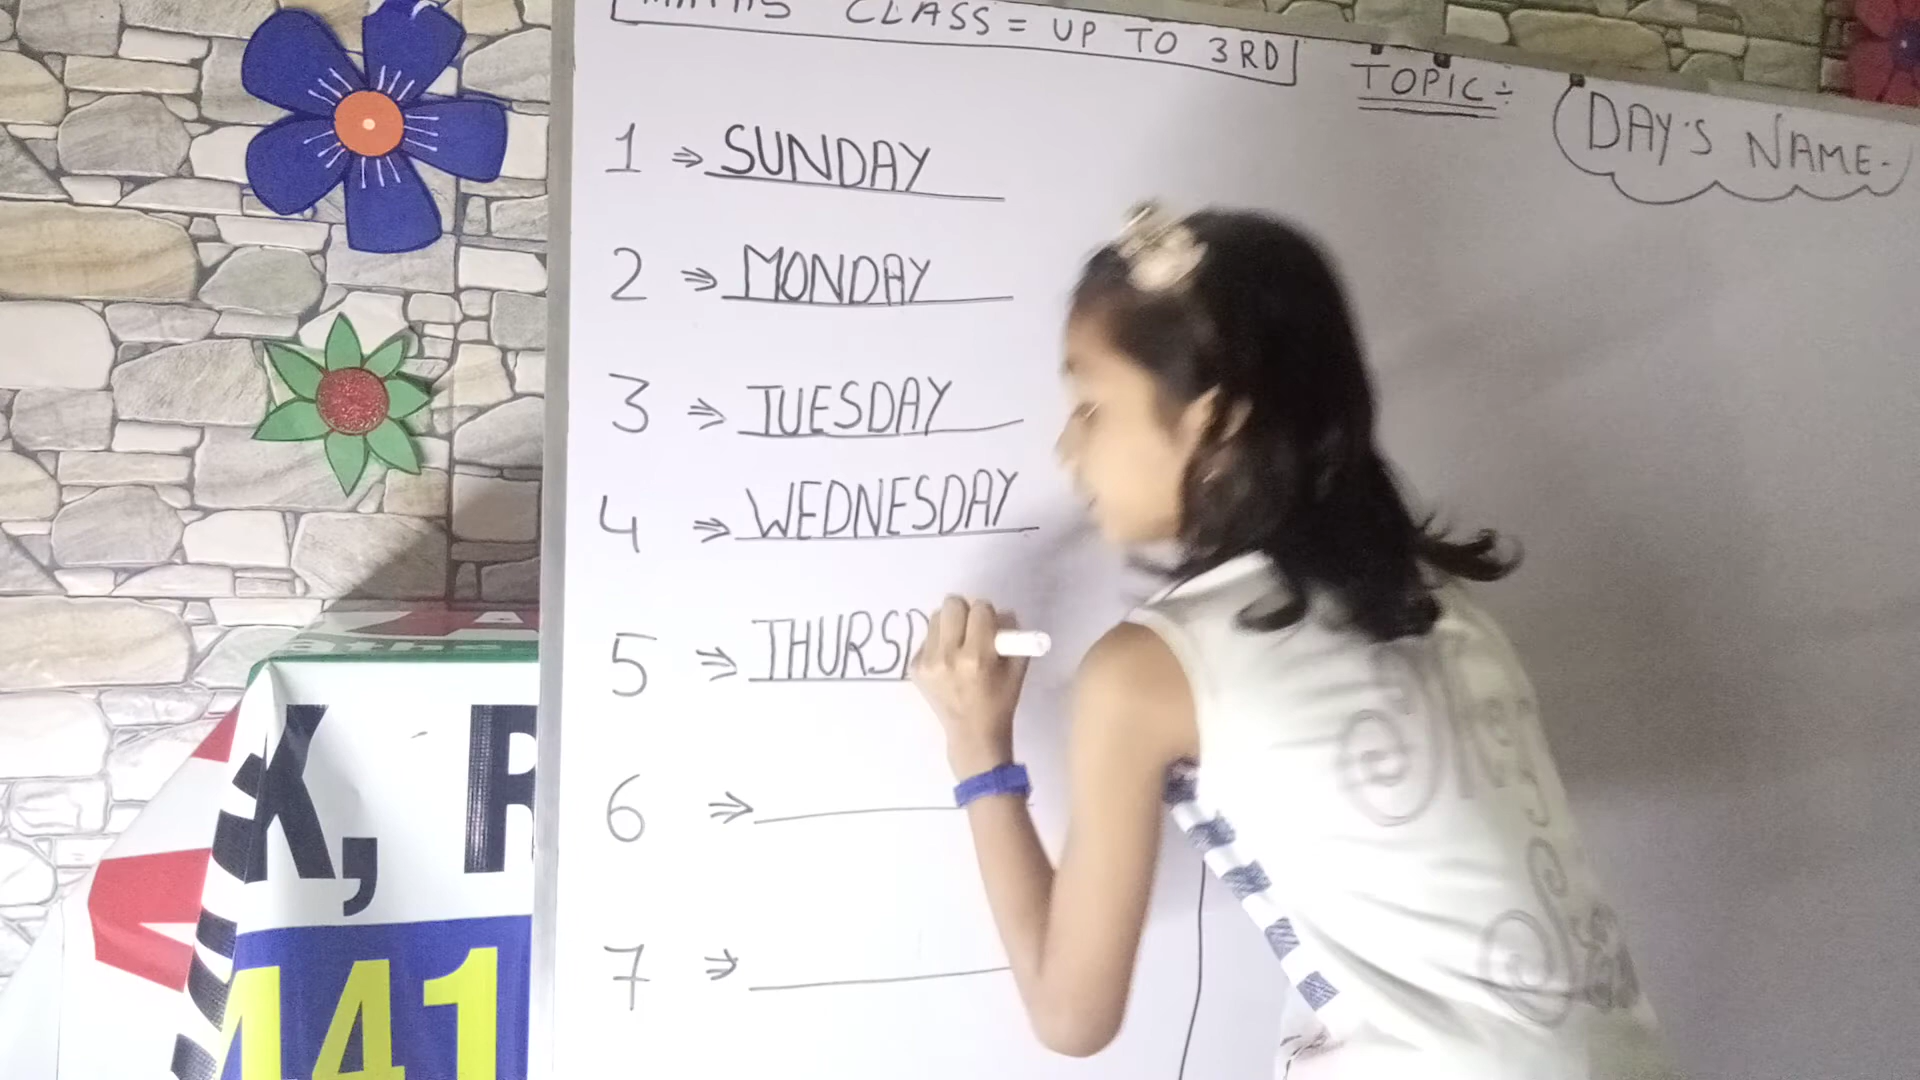 MATHS CLASS = UP TO 3RD
TOPIC:-
DAY'S NAME-
1 ⇒ SUNDAY
2 ⇒ MONDAY
3 ⇒ TUESDAY
4 ⇒ WEDNESDAY
5 ⇒ THURSD
6 ⇒
7 ⇒
X, R
141